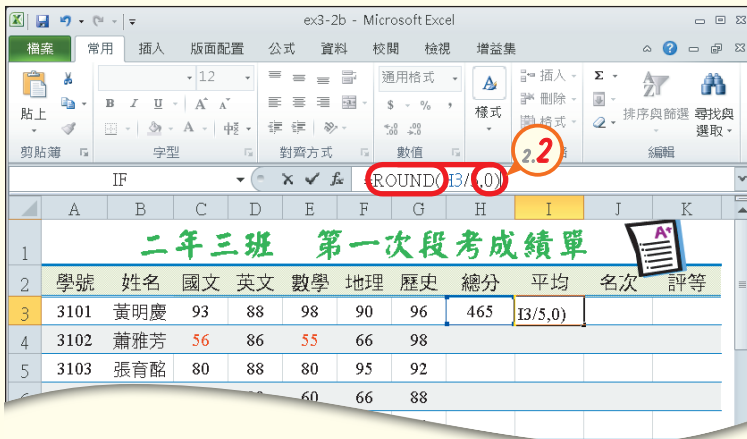 ex3-2b - Microsoft Excel
檔案 常用 插入 版面配置 公式 資料 校閱 檢視 增益集
12 通用格式 插入 Σ
貼上 B I U A A 樣式 刪除 排序與篩選 尋找與
A 中 $ % , 格式 選取
剪貼簿 字型 對齊方式 數值 編輯
2.2
IF =ROUND(H3/5,0)
A B C D E F G H I J K
1 二年三班 第一次段考成績單 A+
2 學號 姓名 國文 英文 數學 地理 歷史 總分 平均 名次 評等
3 3101 黃明慶 93 88 98 90 96 465 I3/5,0)
4 3102 蕭雅芳 56 86 55 66 98
5 3103 張育酩 80 88 80 95 92
60 66 88